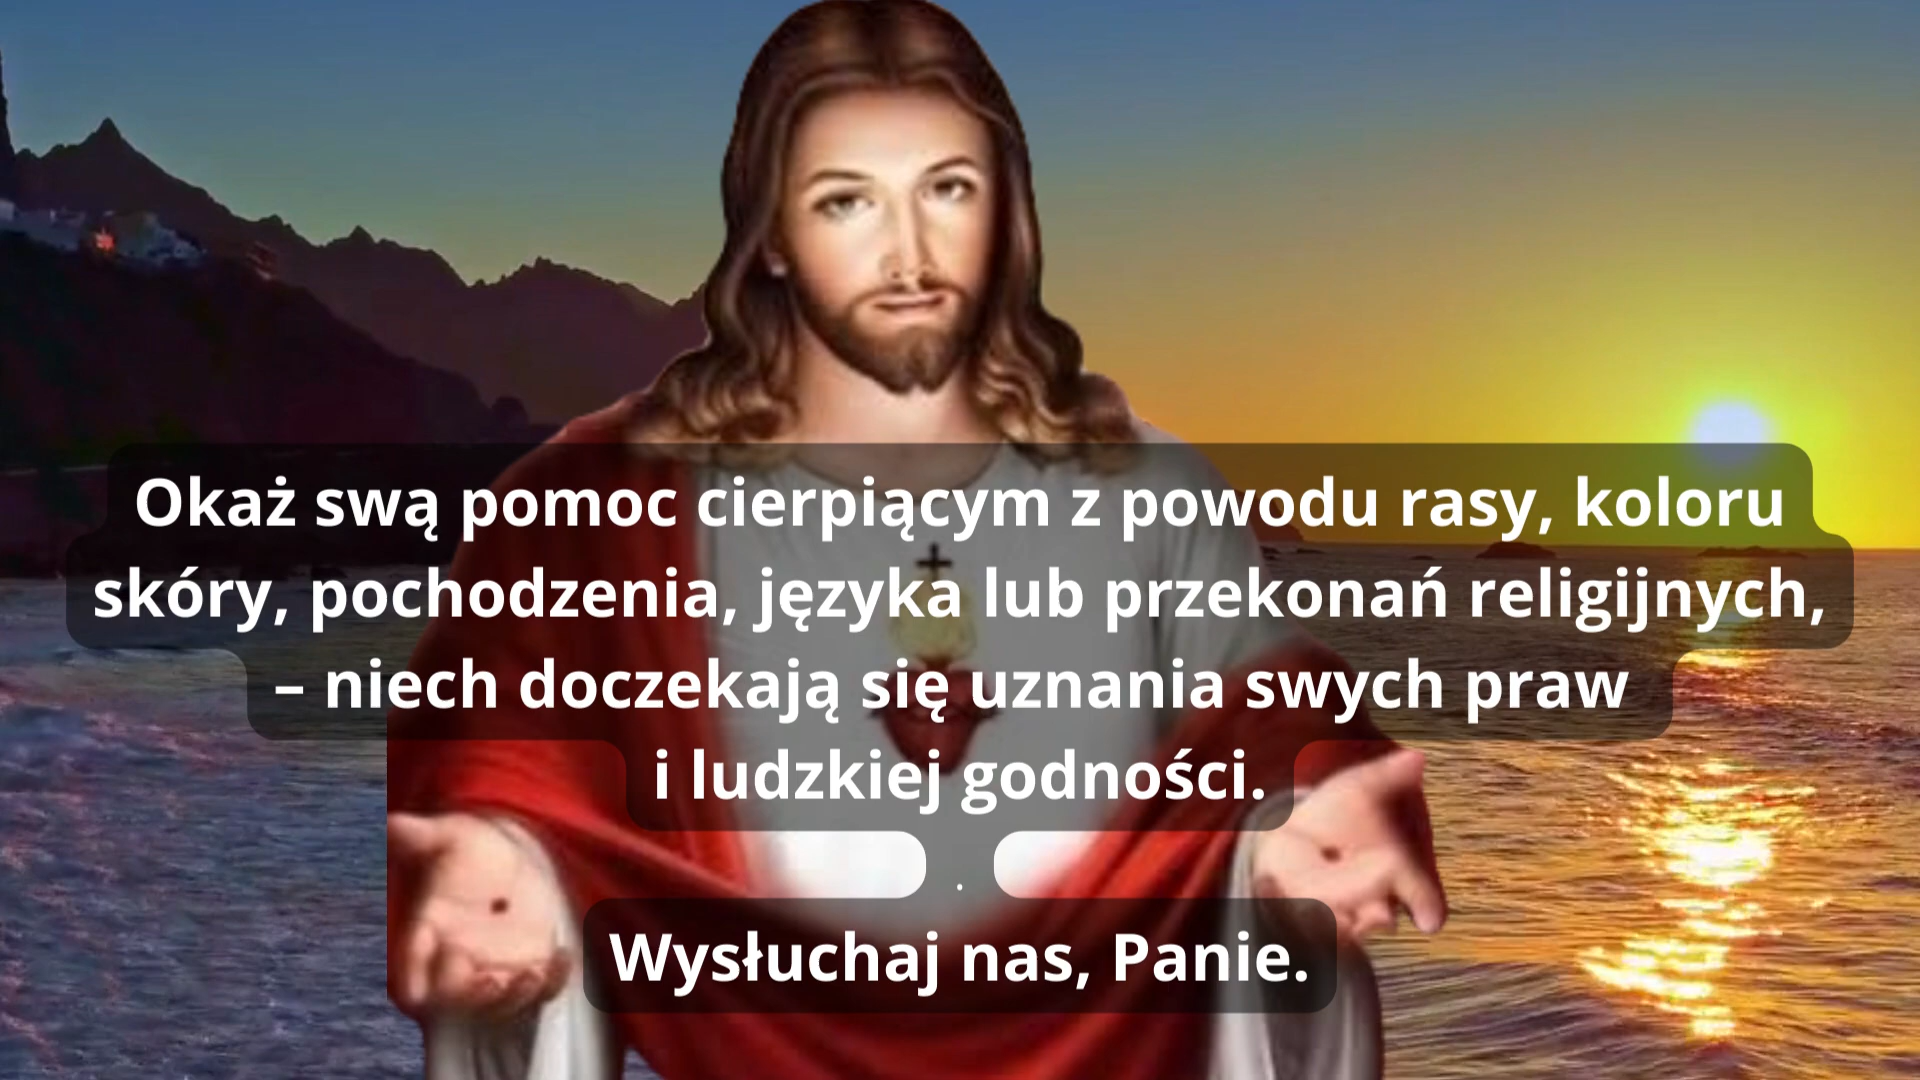 Okaż swą pomoc cierpiącym z powodu rasy, koloru
skóry, pochodzenia, języka lub przekonań religijnych,
– niech doczekają się uznania swych praw
i ludzkiej godności.
.
Wysłuchaj nas, Panie.